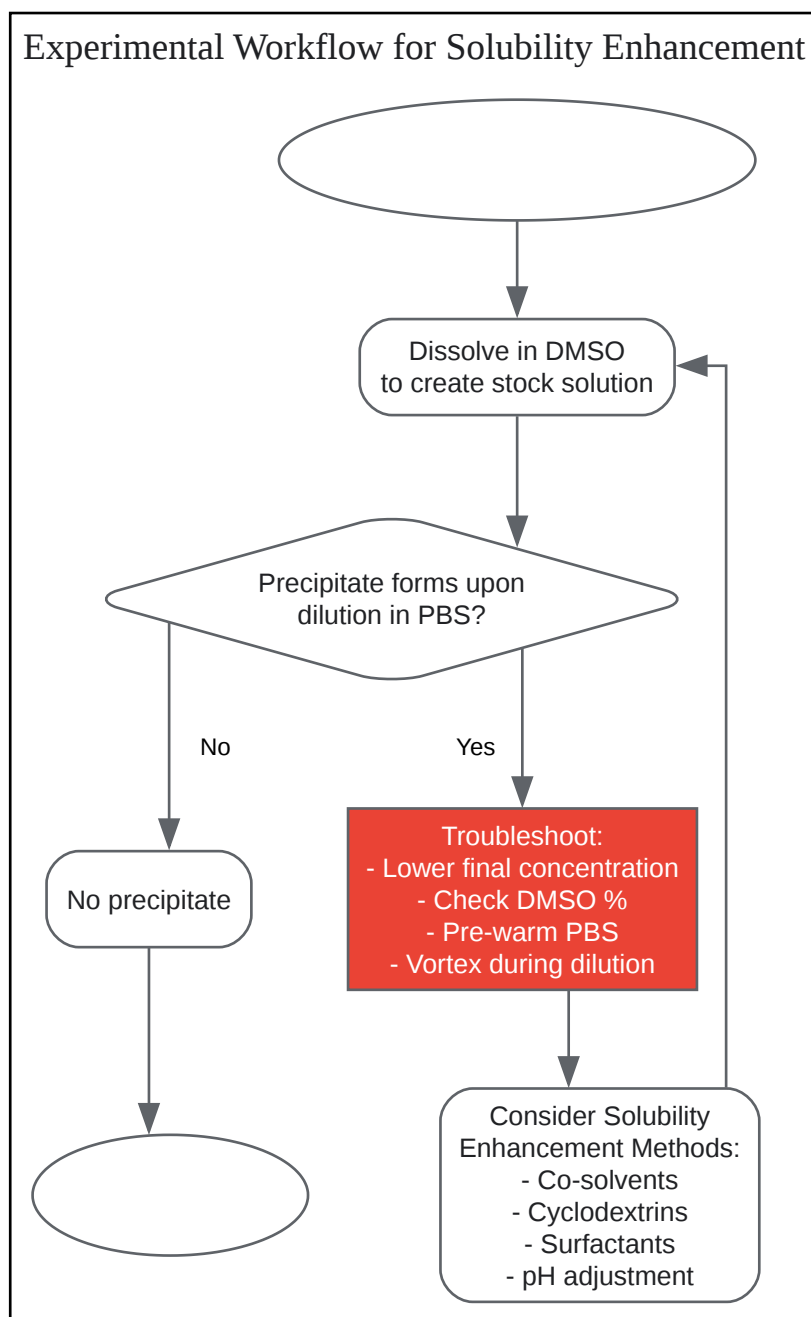 Experimental Workflow for Solubility Enhancement
Dissolve in DMSO
to create stock solution
Precipitate forms upon
dilution in PBS?
No
Yes
Troubleshoot:
- Lower final concentration
- Check DMSO %
- Pre-warm PBS
- Vortex during dilution
No precipitate
Consider Solubility
Enhancement Methods:
- Co-solvents
- Cyclodextrins
- Surfactants
- pH adjustment